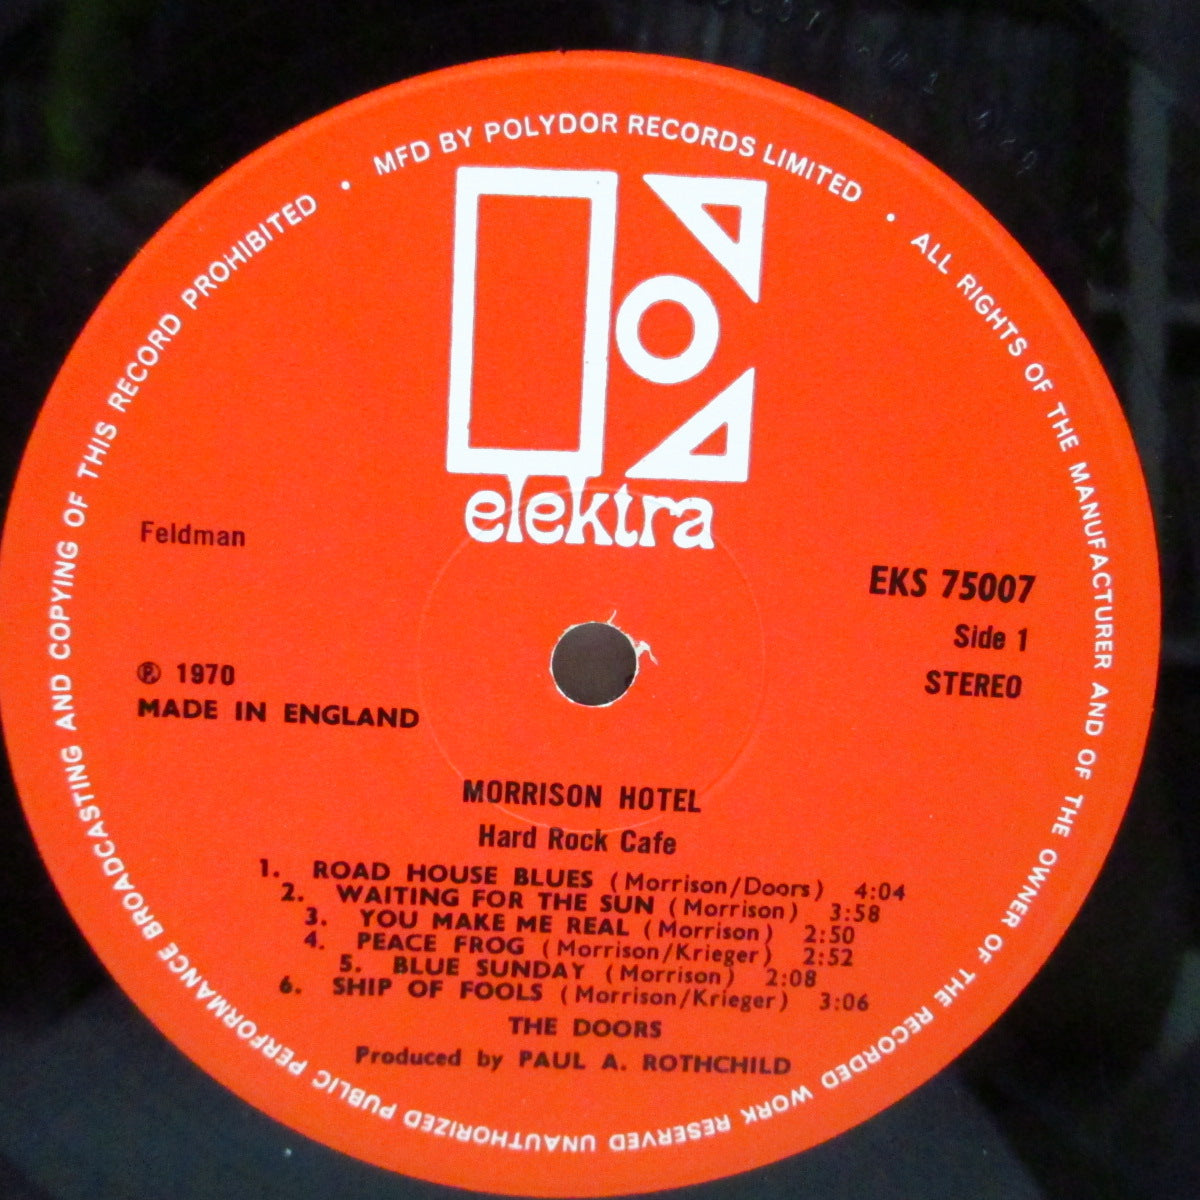 MFD BY POLYDOR RECORDS LIMITED • ALL RIGHTS OF THE MANUFACTURER AND OF THE OWNER OF THE RECORDED WORK RESERVED UNAUTHORIZED PUBLIC PERFORMANCE BROADCASTING AND COPYING OF THIS RECORD PROHIBITED •
elektra
Feldman
EKS 75007
Side 1
STEREO
℗ 1970
MADE IN ENGLAND
MORRISON HOTEL
Hard Rock Cafe
1. ROAD HOUSE BLUES (Morrison/Doors) 4:04
2. WAITING FOR THE SUN (Morrison) 3:58
3. YOU MAKE ME REAL (Morrison) 2:50
4. PEACE FROG (Morrison/Krieger) 2:52
5. BLUE SUNDAY (Morrison) 2:08
6. SHIP OF FOOLS (Morrison/Krieger) 3:06
THE DOORS
Produced by PAUL A. ROTHCHILD